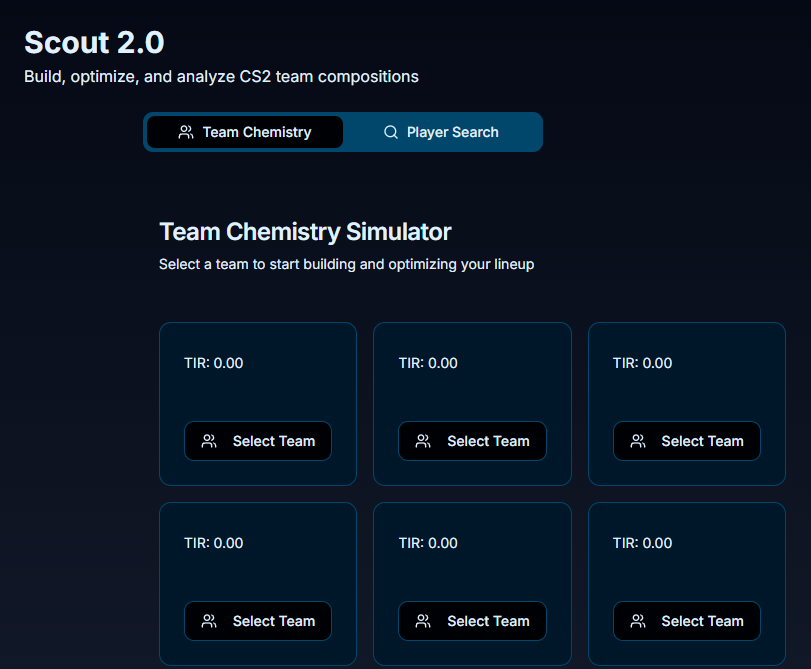 Scout 2.0
Build, optimize, and analyze CS2 team compositions
Team Chemistry Player Search
Team Chemistry Simulator
Select a team to start building and optimizing your lineup
TIR: 0.00 TIR: 0.00 TIR: 0.00
Select Team Select Team Select Team
TIR: 0.00 TIR: 0.00 TIR: 0.00
Select Team Select Team Select Team